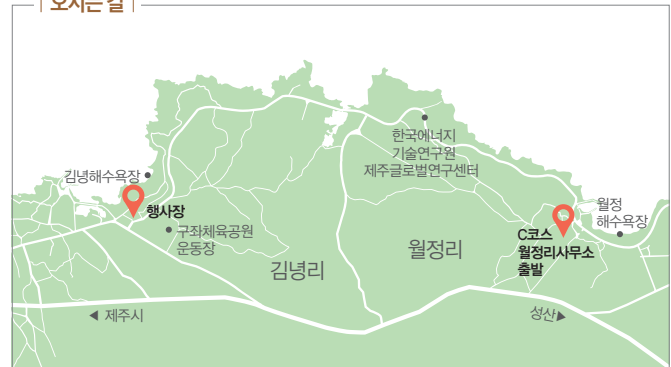 오시는 길
한국에너지
기술연구원
제주글로벌연구센터
김녕해수욕장
행사장
구좌체육공원
운동장
월정
해수욕장
C코스
월정리사무소
출발
월정리
김녕리
◀ 제주시
성산▶